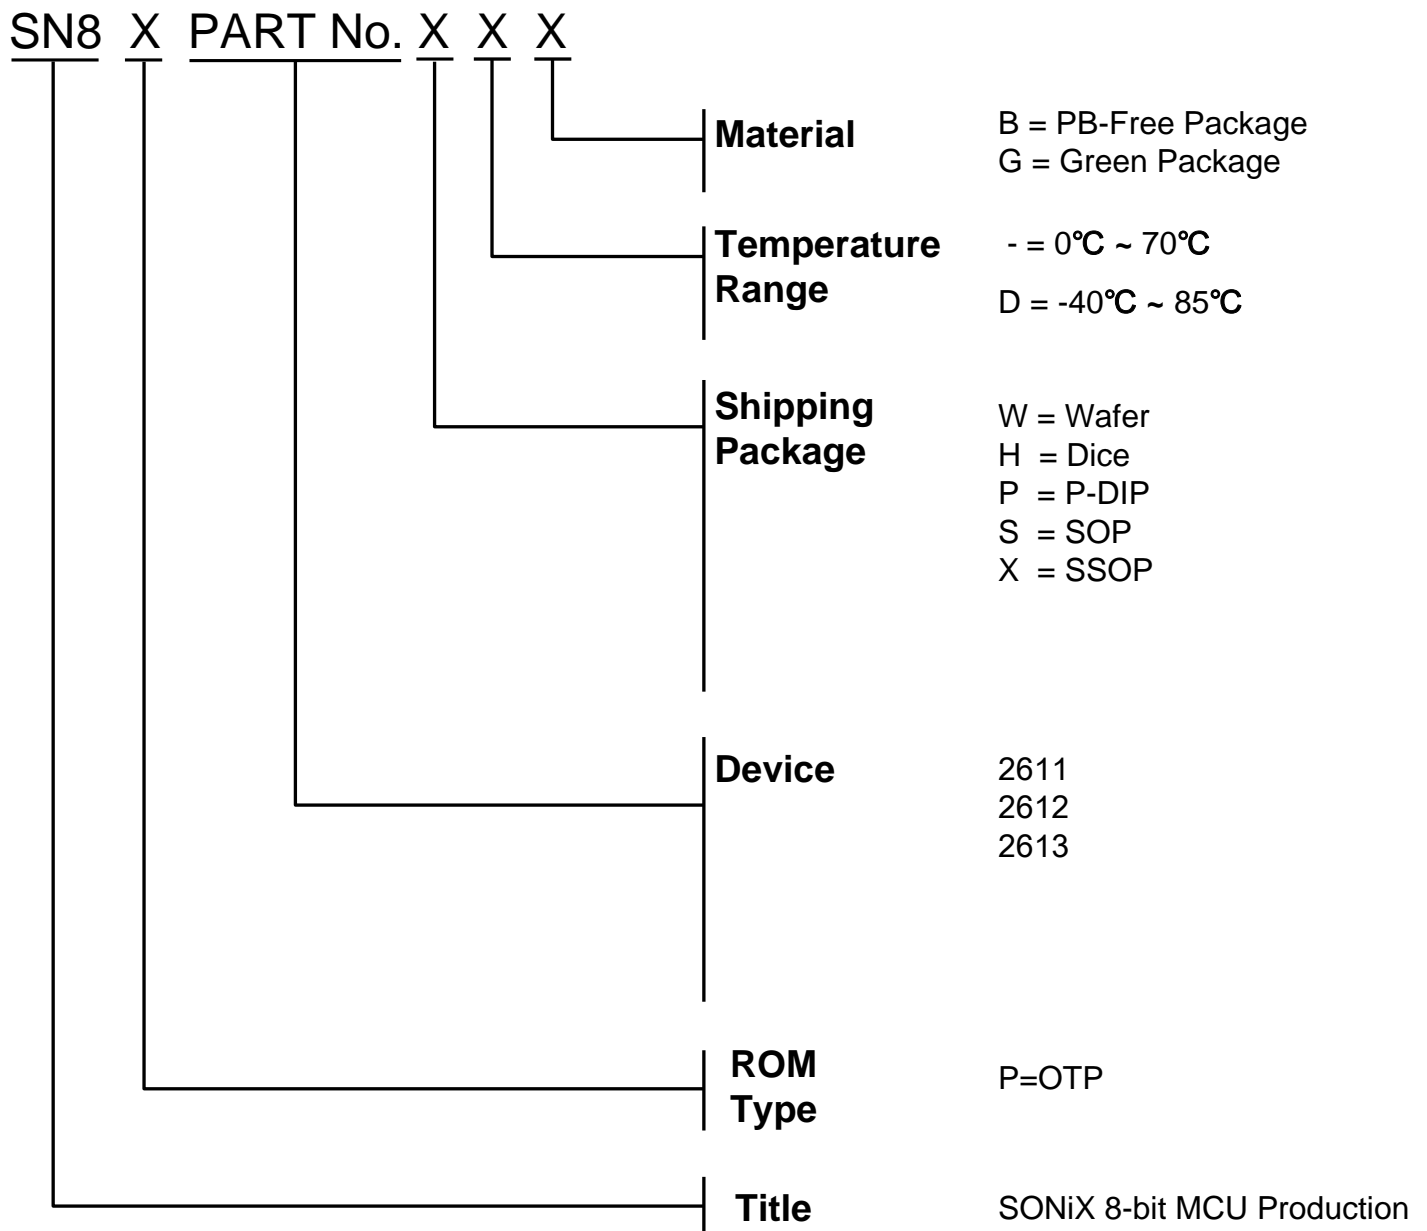 SN8 X PART No. X X X
Material
B = PB-Free Package
G = Green Package
Temperature
Range
- = 0℃ ~ 70℃
D = -40℃ ~ 85℃
Shipping
Package
W = Wafer
H = Dice
P = P-DIP
S = SOP
X = SSOP
Device
2611
2612
2613
ROM
Type
P=OTP
Title
SONiX 8-bit MCU Production